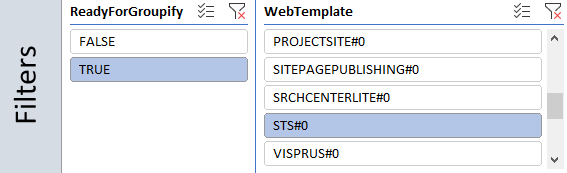 Filters
ReadyForGroupify
FALSE
TRUE
WebTemplate
PROJECTSITE#0
SITEPAGEPUBLISHING#0
SRCHCENTERLITE#0
STS#0
VISPRUS#0